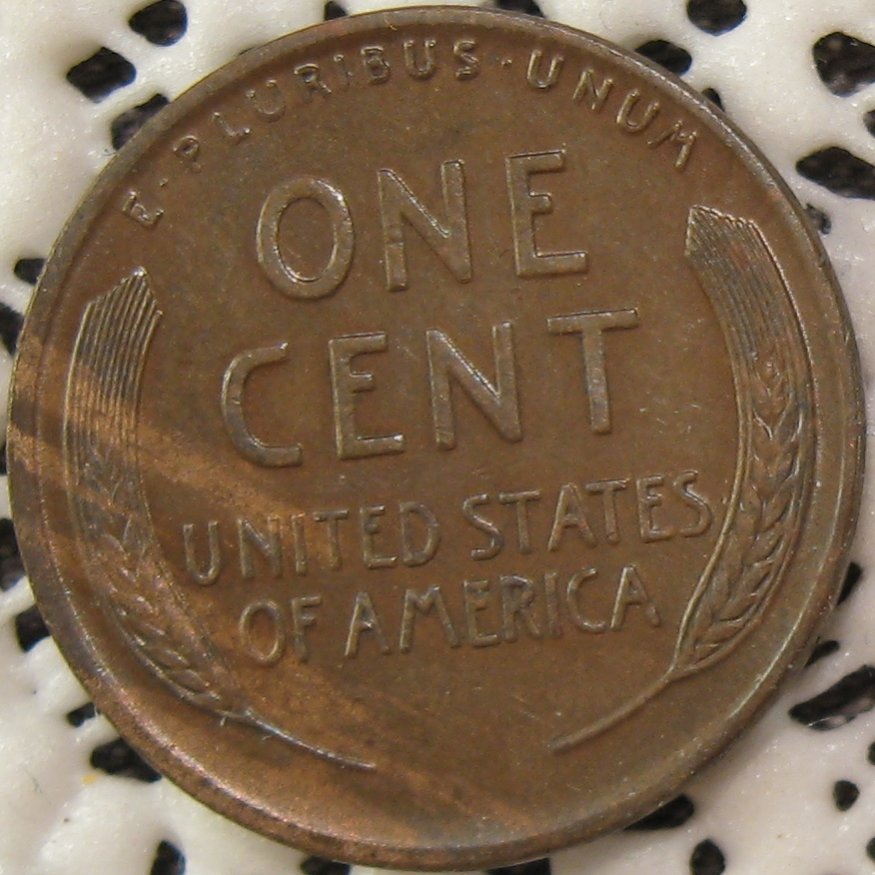 E · PLURIBUS · UNUM
ONE
CENT
UNITED STATES
OF AMERICA